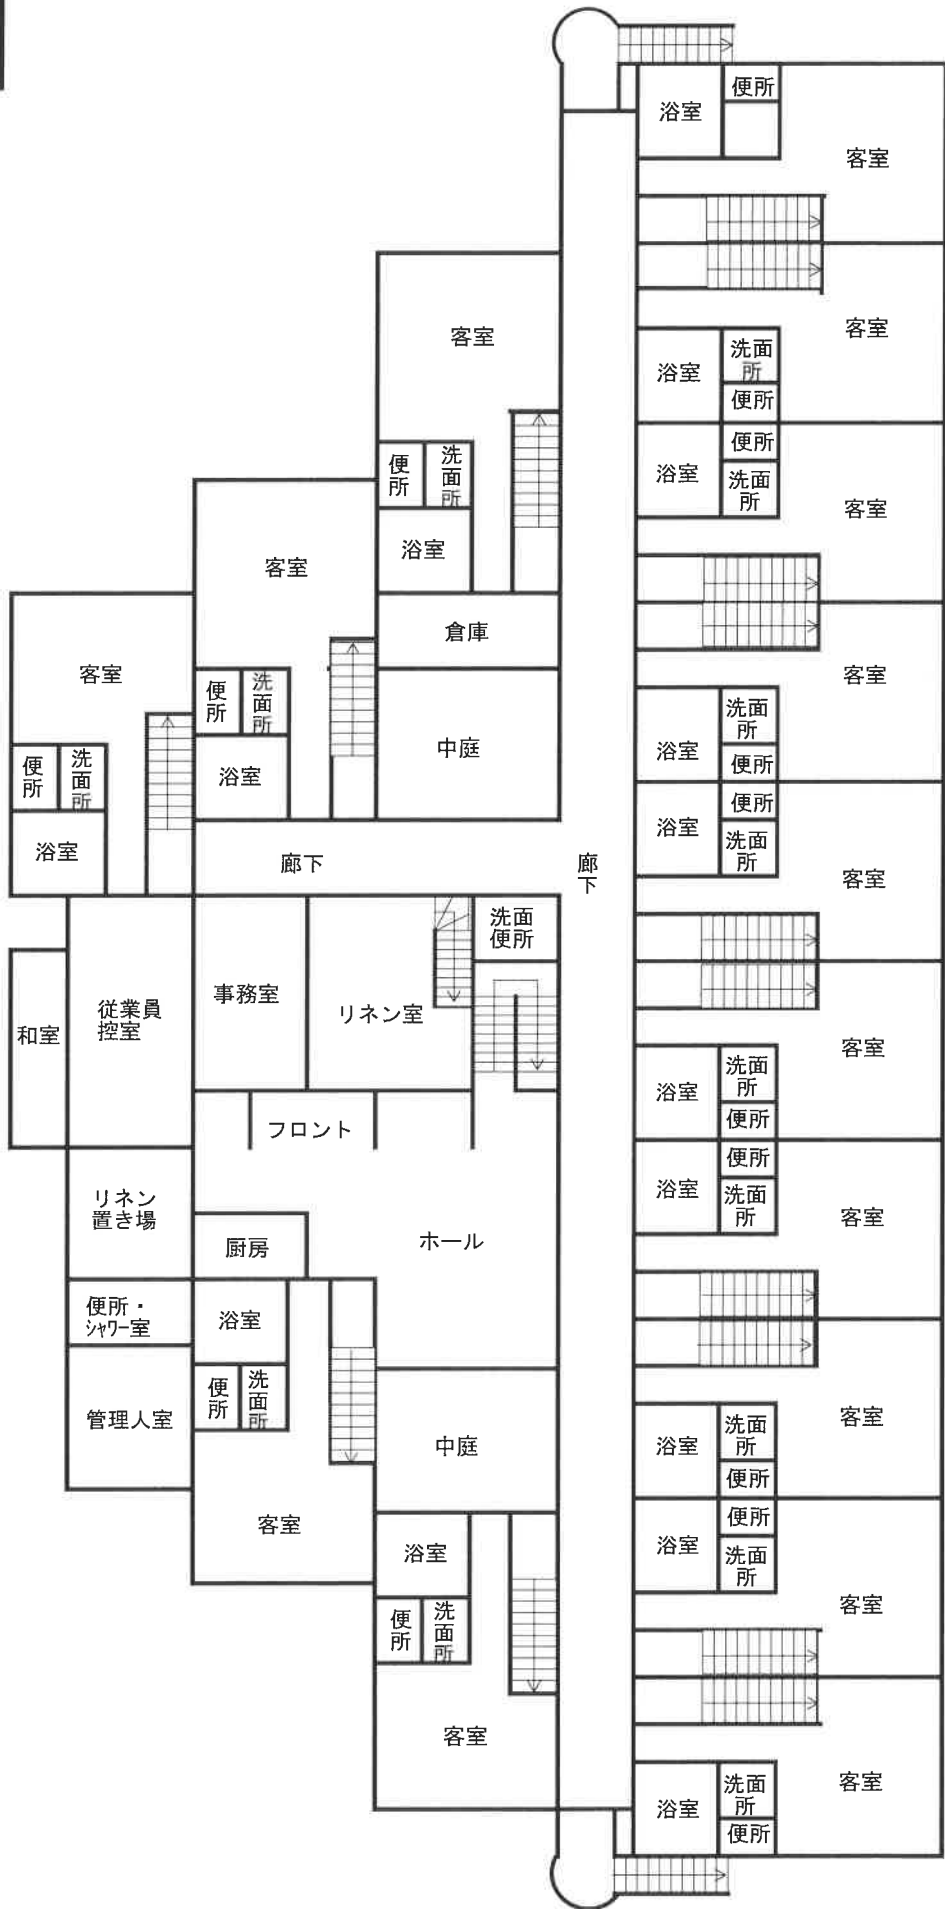 便所
浴室
客室
客室
客室
洗面
所
浴室
便所
便所
便
所
洗
面
所
浴室
洗面
所
客室
浴室
客室
倉庫
客室
客室
便
所
洗
面
所
洗面
所
中庭
浴室
便所
便
所
洗
面
所
浴室
便所
浴室
洗面
所
浴室
廊下
廊
下
客室
洗面
便所
事務室
従業員
控室
リネン室
和室
客室
洗面
所
浴室
便所
フロント
便所
浴室
洗面
所
リネン
置き場
客室
ホール
厨房
便所・
シャワー室
浴室
便
所
洗
面
所
管理人室
客室
洗面
所
中庭
浴室
便所
客室
便所
浴室
浴室
洗面
所
便
所
洗
面
所
客室
客室
客室
洗面
所
浴室
便所